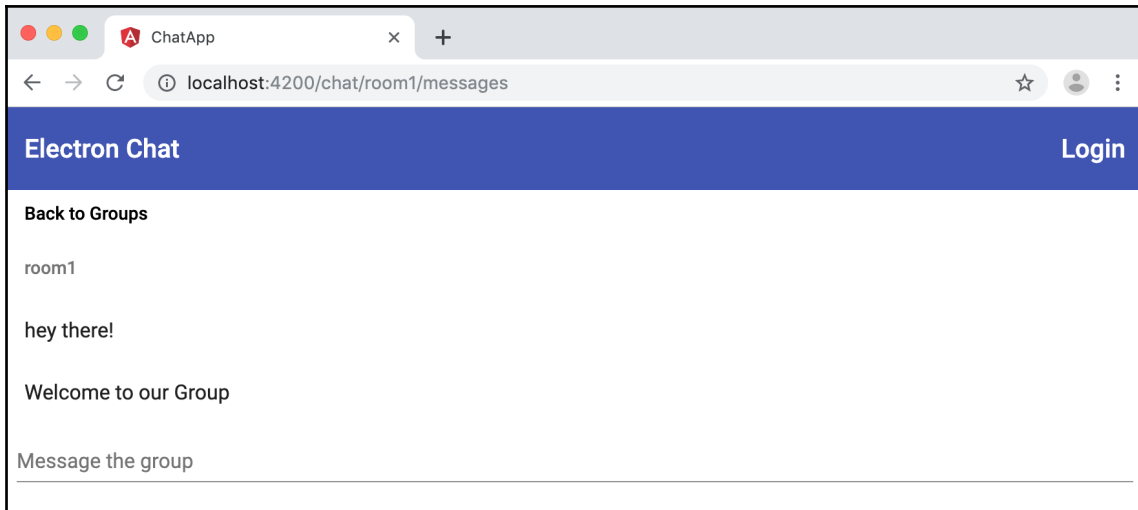 ChatApp
localhost:4200/chat/room1/messages
Electron Chat Login
Back to Groups
room1
hey there!
Welcome to our Group
Message the group